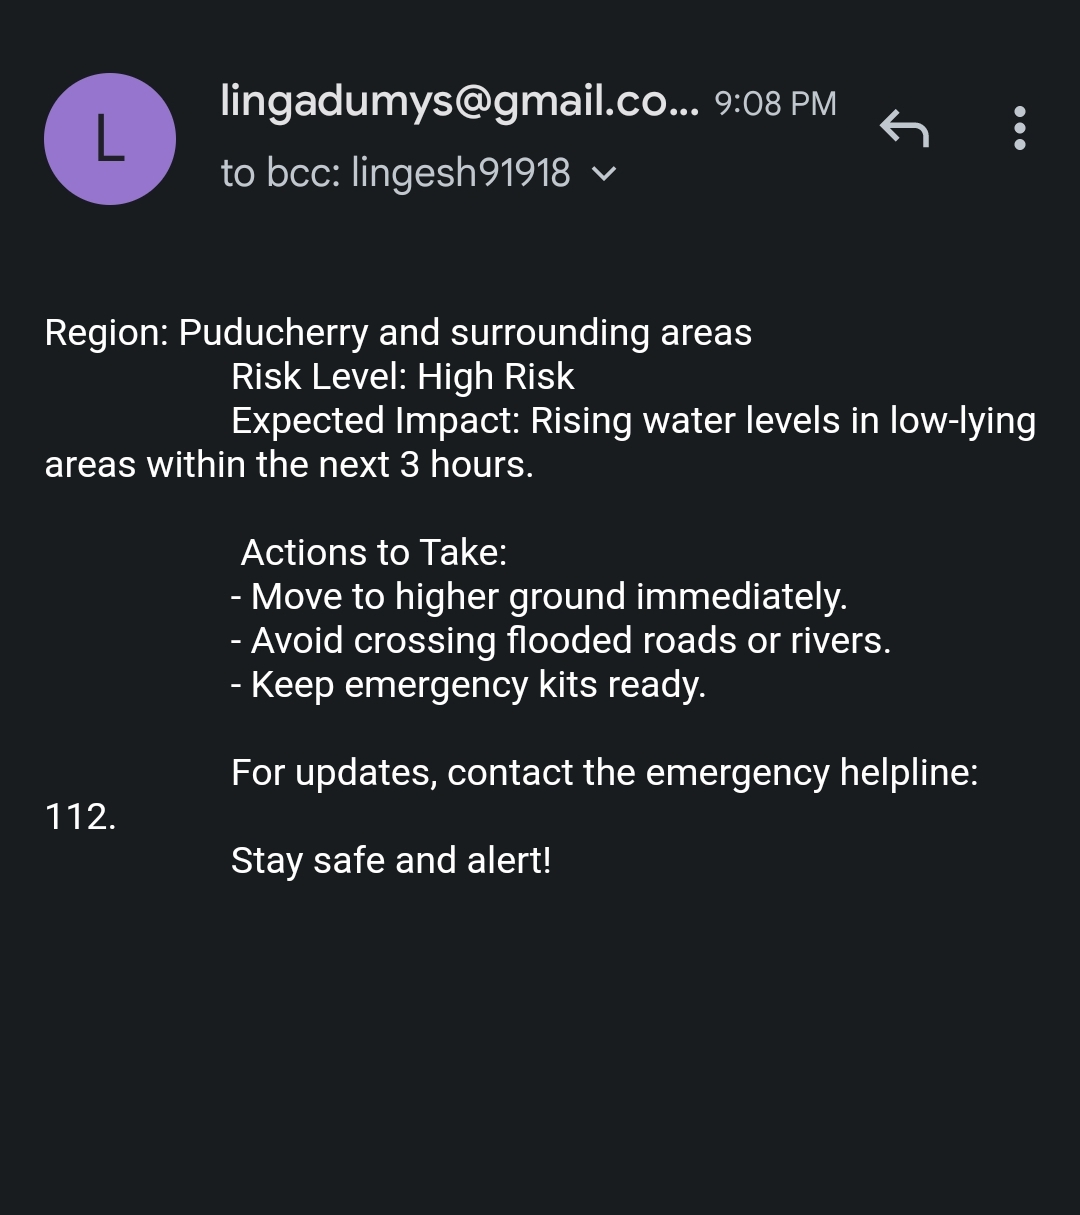 L
lingadumys@gmail.co... 9:08 PM
to bcc: lingesh91918
Region: Puducherry and surrounding areas
Risk Level: High Risk
Expected Impact: Rising water levels in low-lying
areas within the next 3 hours.
Actions to Take:
- Move to higher ground immediately.
- Avoid crossing flooded roads or rivers.
- Keep emergency kits ready.
For updates, contact the emergency helpline:
112.
Stay safe and alert!